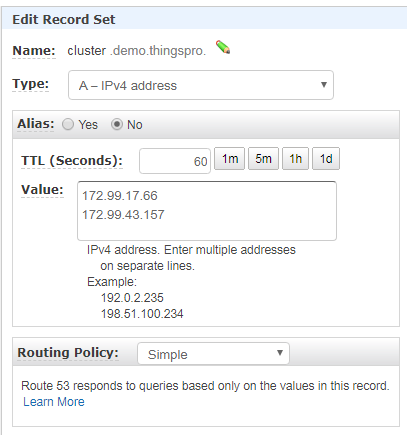 Edit Record Set
Name: cluster .demo.thingspro.
Type: A – IPv4 address
Alias: Yes No
TTL (Seconds): 60 1m 5m 1h 1d
Value: 172.99.17.66
172.99.43.157
IPv4 address. Enter multiple addresses
on separate lines.
Example:
192.0.2.235
198.51.100.234
Routing Policy: Simple
Route 53 responds to queries based only on the values in this record.
Learn More